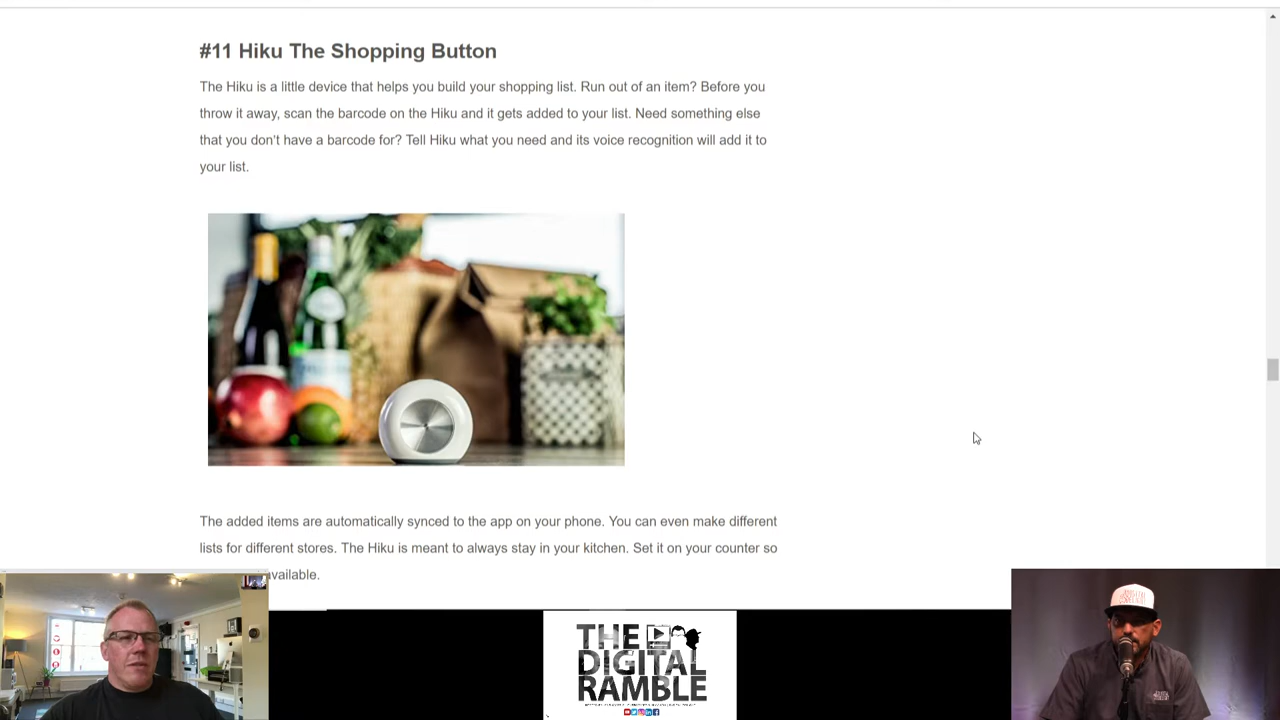 #11 Hiku The Shopping Button
The Hiku is a little device that helps you build your shopping list. Run out of an item? Before you
throw it away, scan the barcode on the Hiku and it gets added to your list. Need something else
that you don't have a barcode for? Tell Hiku what you need and its voice recognition will add it to
your list.
The added items are automatically synced to the app on your phone. You can even make different
lists for different stores. The Hiku is meant to always stay in your kitchen. Set it on your counter so
available.
THE
DIGITAL
RAMBLE